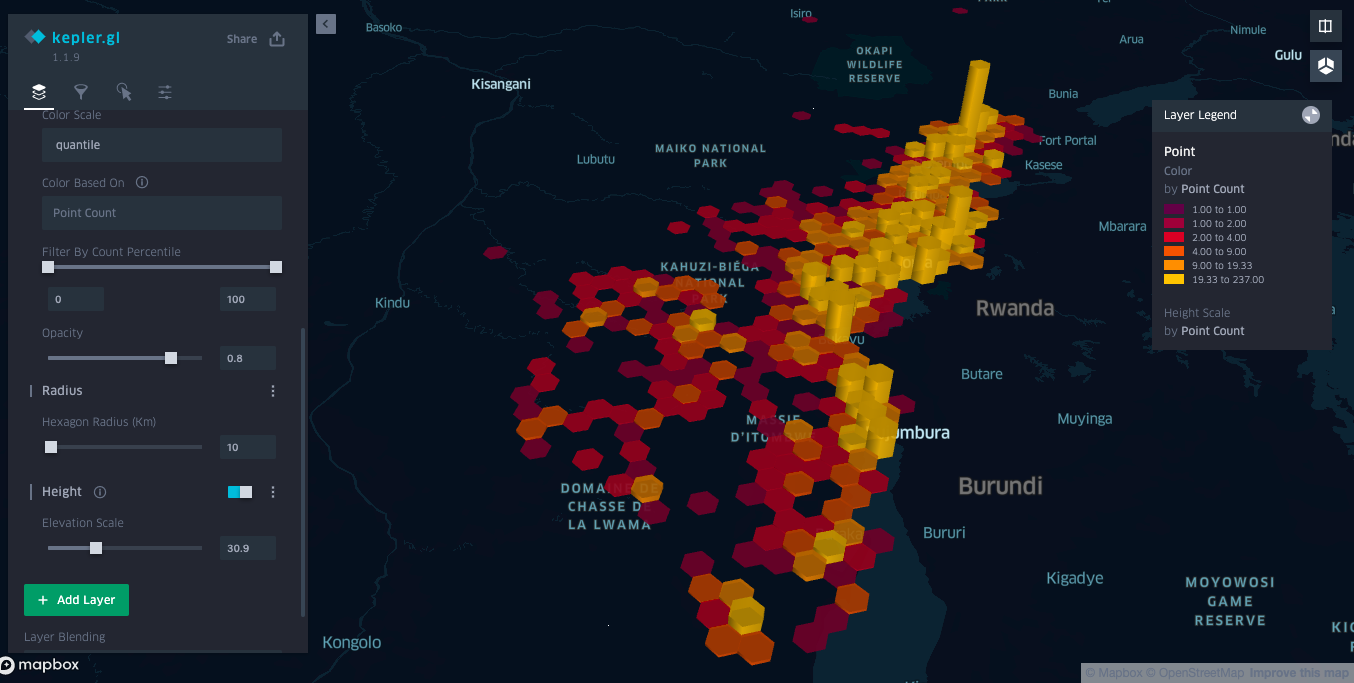 kepler.gl
1.1.9
Share
Color Scale
quantile
Color Based On
Point Count
Filter By Count Percentile
0
100
Opacity
0.8
Radius
Hexagon Radius (Km)
10
Height
Elevation Scale
30.9
+ Add Layer
Layer Blending
mapbox
Basoko
Isiro
Kisangani
OKAPI
WILDLIFE
RESERVE
Arua
Nimule
Gulu
Bunia
Lubutu
MAIKO NATIONAL
PARK
Fort Portal
Kasese
Mbarara
KAHUZI-BIÉGA
NATIONAL
PARK
Kindu
Rwanda
Butare
Muyinga
MASSIF
D'ITOMBWE
umbura
Burundi
DOMAINE DE
CHASSE DE
LA LWAMA
Bururi
Kigadye
MOYOWOSI
GAME
RESERVE
Kongolo
Layer Legend
Point
Color
by Point Count
1.00 to 1.00
1.00 to 2.00
2.00 to 4.00
4.00 to 9.00
9.00 to 19.33
19.33 to 237.00
Height Scale
by Point Count
© Mapbox © OpenStreetMap Improve this map